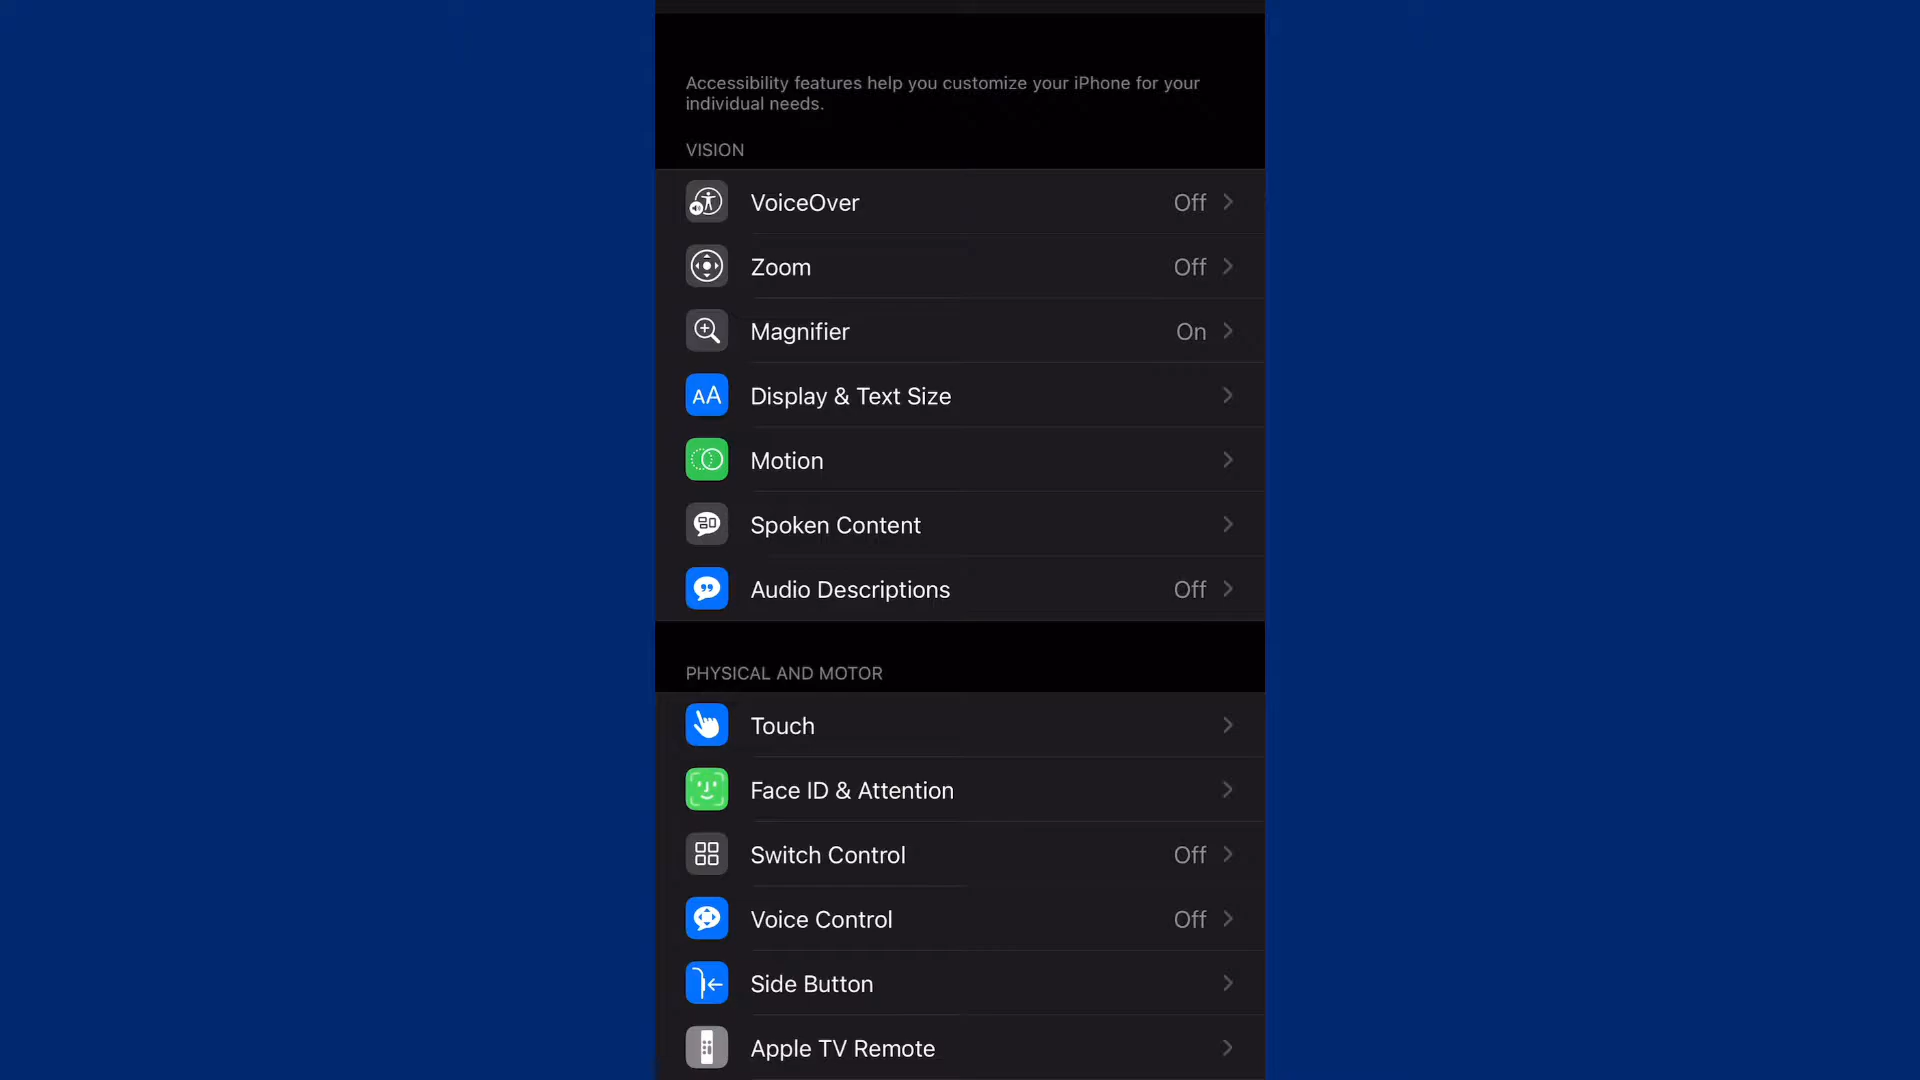 Accessibility features help you customize your iPhone for your
individual needs.
VISION
VoiceOver Off
Zoom Off
Magnifier On
AA Display & Text Size
Motion
Spoken Content
Audio Descriptions Off
PHYSICAL AND MOTOR
Touch
Face ID & Attention
Switch Control Off
Voice Control Off
Side Button
Apple TV Remote